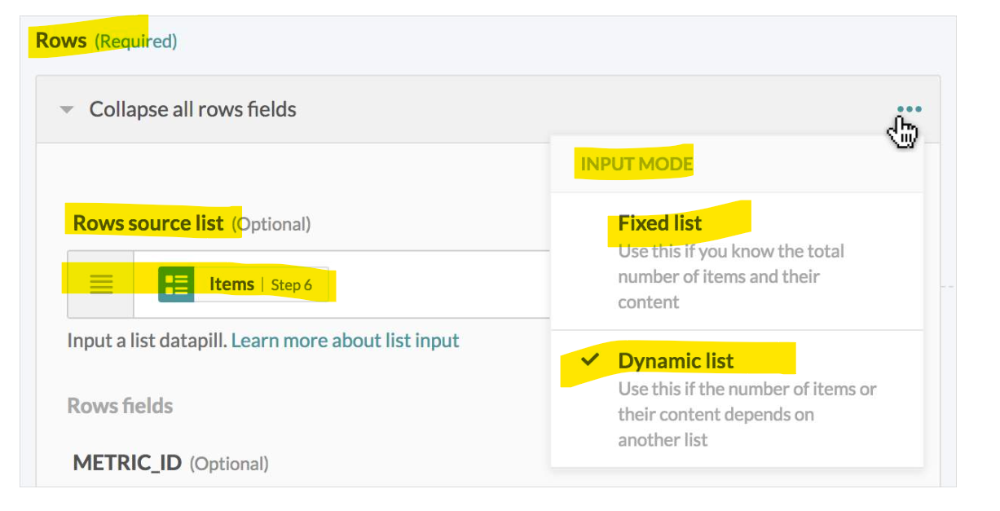 Rows (Required)
Collapse all rows fields
INPUT MODE
Rows source list (Optional)
Fixed list
Use this if you know the total
number of items and their
content
Items | Step 6
Input a list datapill. Learn more about list input
Dynamic list
Use this if the number of items or
their content depends on
another list
Rows fields
METRIC_ID (Optional)